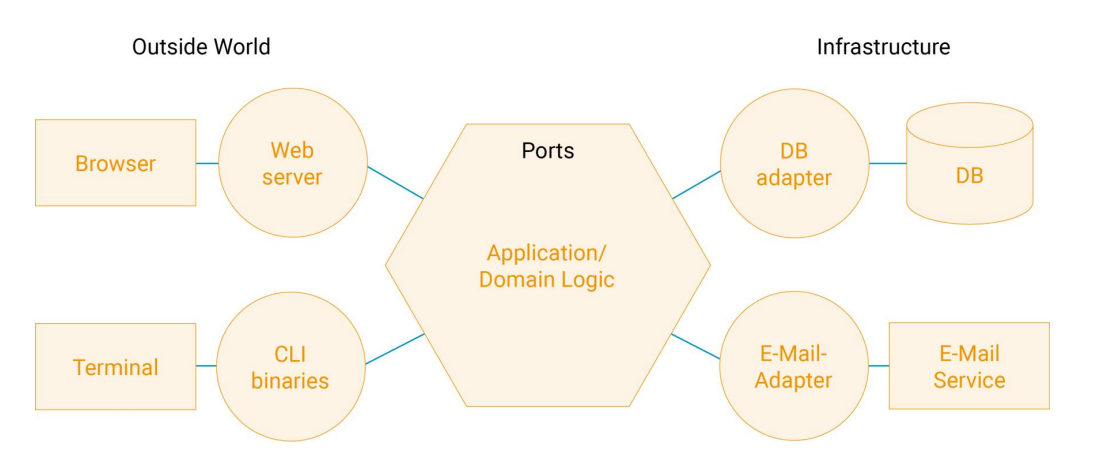 Outside World
Infrastructure
Browser
Web
server
Ports
Application/
Domain Logic
DB
adapter
DB
Terminal
CLI
binaries
E-Mail-
Adapter
E-Mail
Service